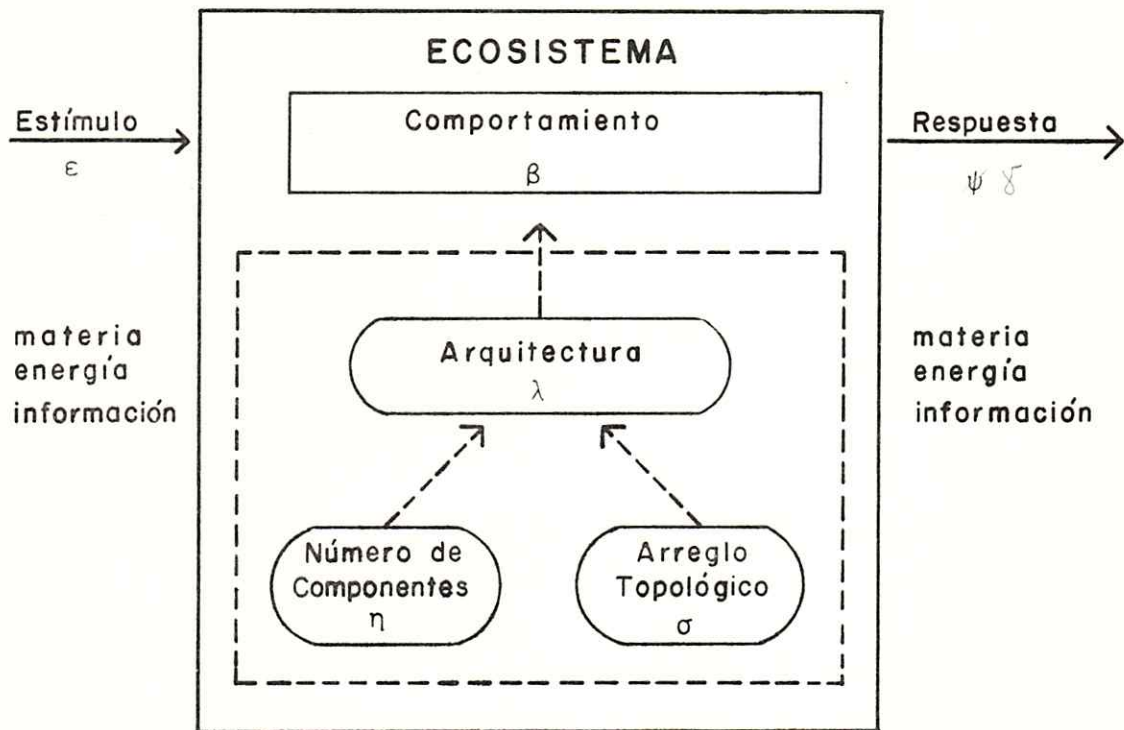 ECOSISTEMA
Estímulo
ε
Comportamiento
β
Respuesta
ψ γ
materia
energía
información
Arquitectura
λ
materia
energía
información
Número de
Componentes
η
Arreglo
Topológico
σ